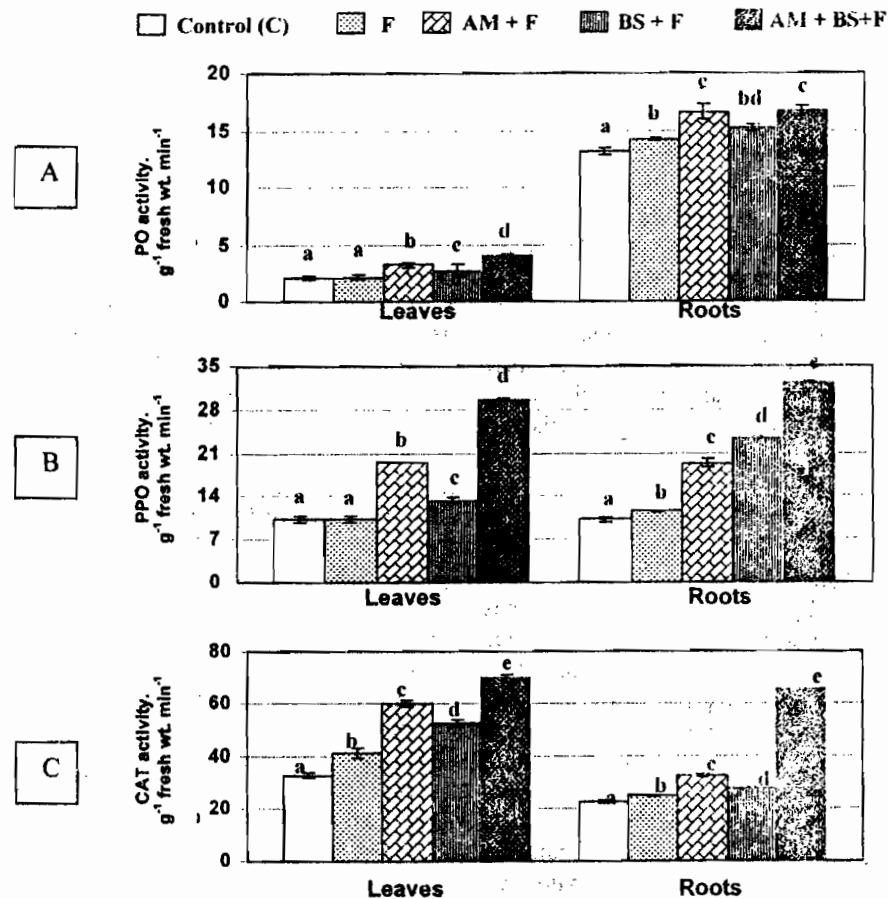 Control (C) F AM + F BS + F AM + BS+F
A
PO activity.
g⁻¹ fresh wt. min⁻¹
20
15
10
5
0
a a b c d
a b c bd c
Leaves Roots
B
PPO activity.
g⁻¹ fresh wt. min⁻¹
35
28
21
14
7
0
a a b c d
a b c d
Leaves Roots
C
CAT activity.
g⁻¹ fresh wt. min⁻¹
80
60
40
20
0
a b c d e
a b c d e
Leaves Roots